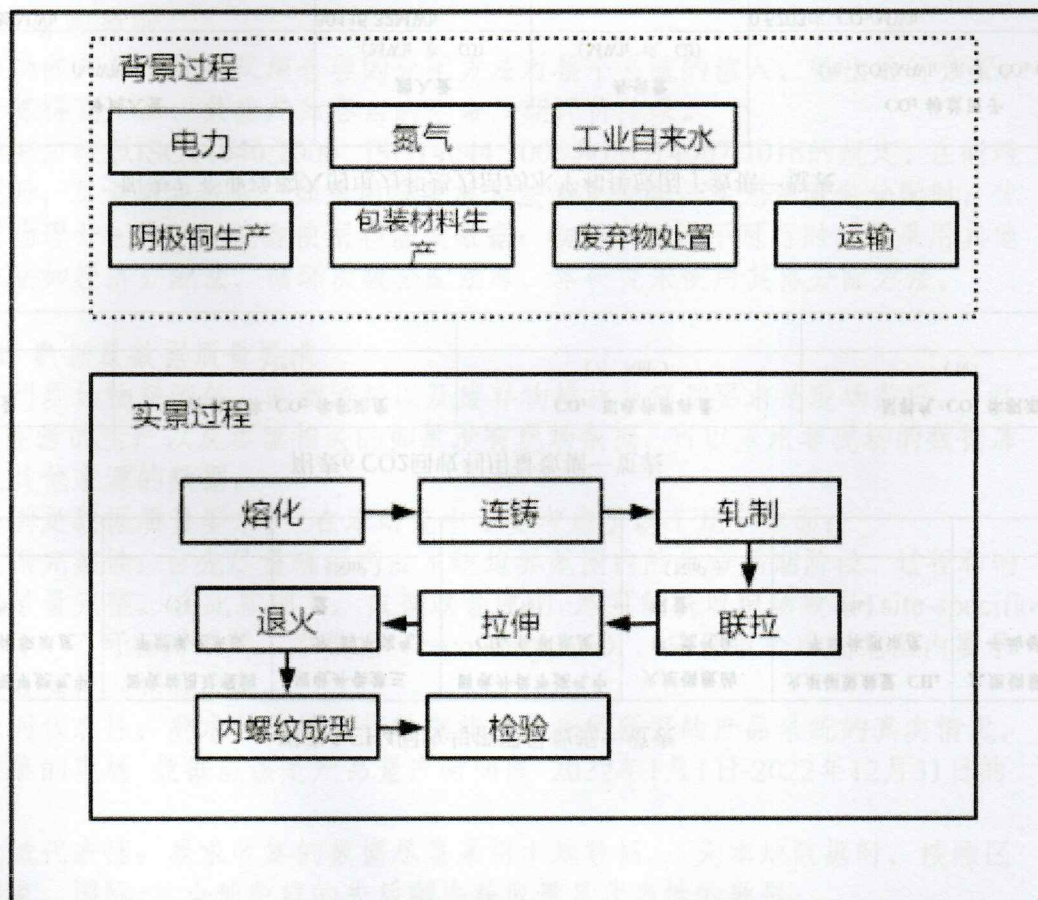 背景过程
电力
氮气
工业自来水
阴极铜生产
包装材料生
产
废弃物处置
运输
实景过程
熔化
连铸
轧制
退火
拉伸
联拉
内螺纹成型
检验